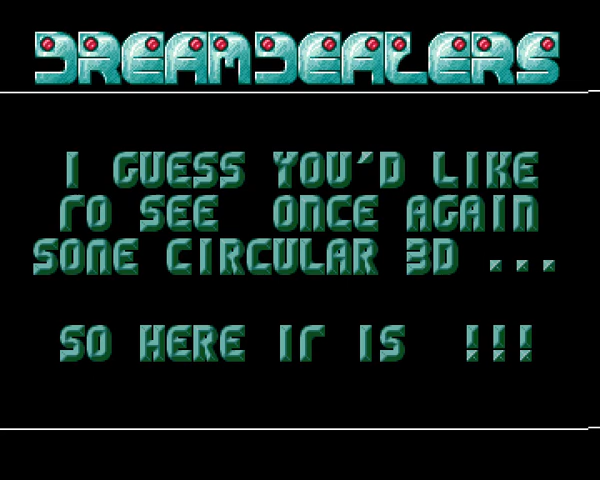 DREAMDEALERS
I GUESS YOU'D LIKE
TO SEE ONCE AGAIN
SOME CIRCULAR 3D ...
SO HERE IT IS !!!